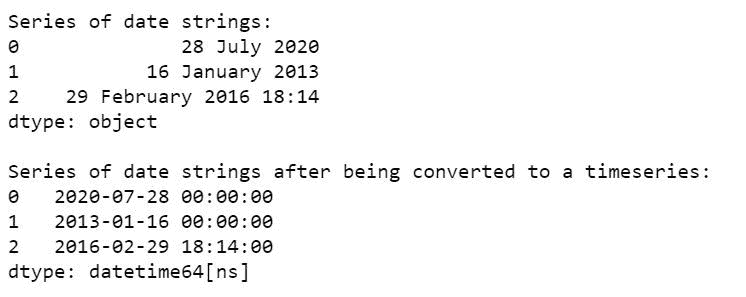 Series of date strings:
0              28 July 2020
1           16 January 2013
2    29 February 2016 18:14
dtype: object

Series of date strings after being converted to a timeseries:
0   2020-07-28 00:00:00
1   2013-01-16 00:00:00
2   2016-02-29 18:14:00
dtype: datetime64[ns]